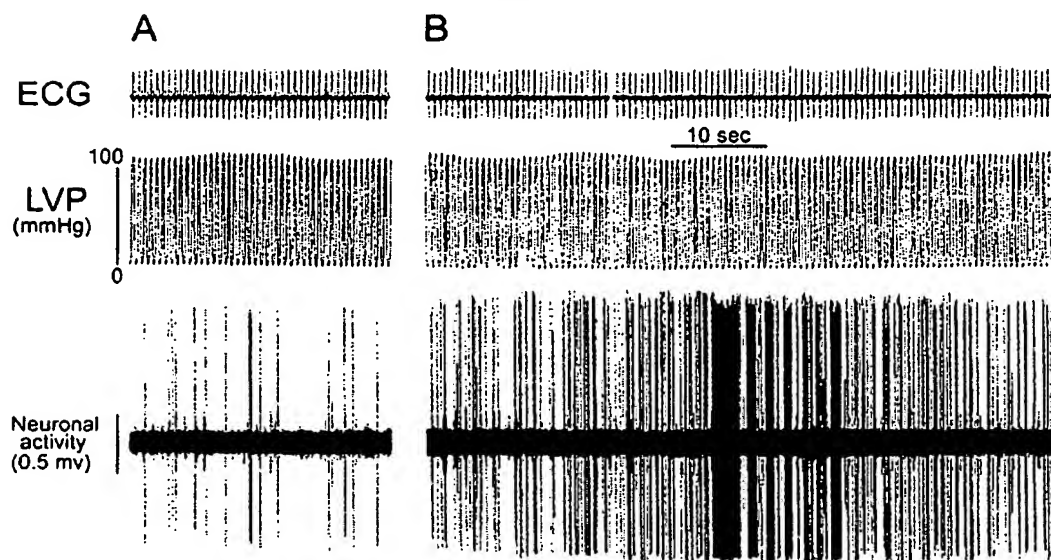 A
B
ECG
10 sec
100
LVP
(mmHg)
0
Neuronal
activity
(0.5 mv)